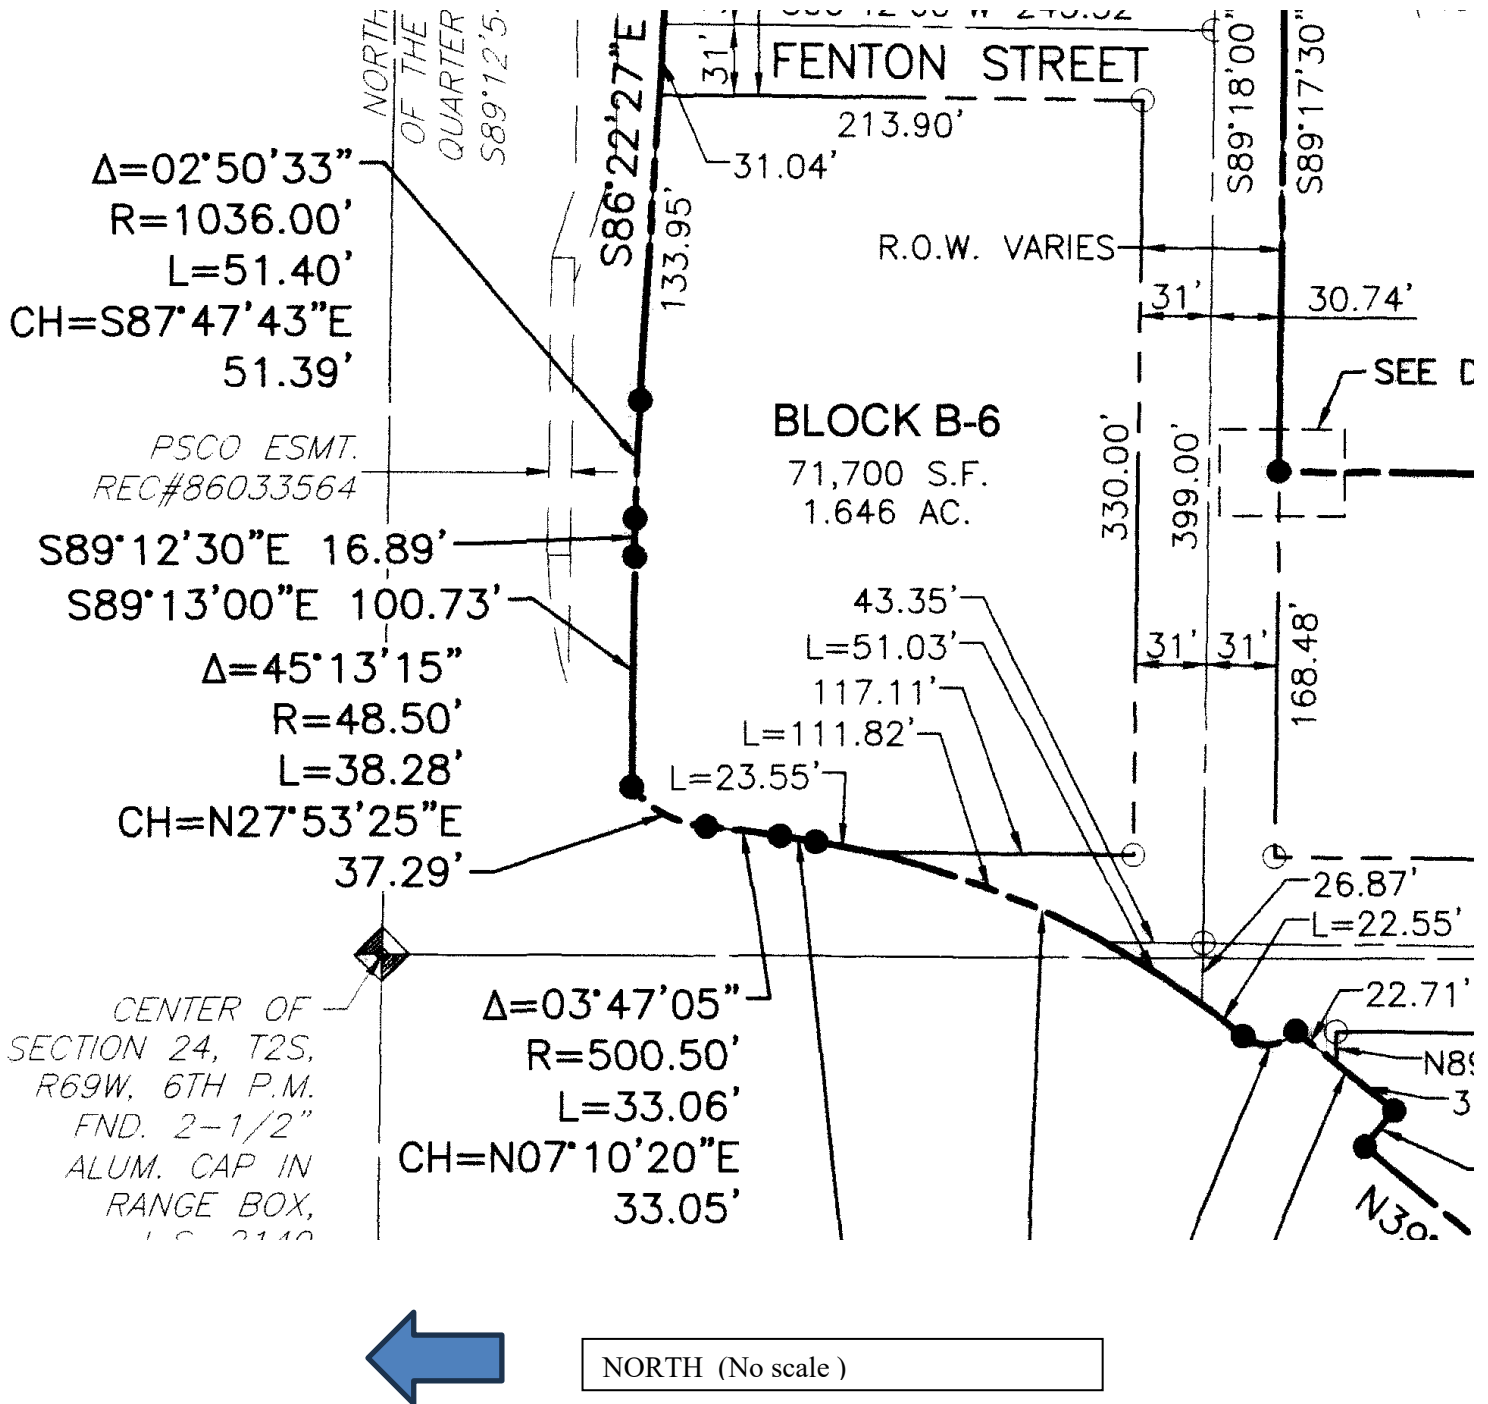 NORTH
OF THE
QUARTER
S89°12'5
S86°22'27"E
133.95'
31'
FENTON STREET
213.90'
31.04'
S89°18'00"
S89°17'30"
Δ=02°50'33"
R=1036.00'
L=51.40'
CH=S87°47'43"E
51.39'
R.O.W. VARIES
31'
30.74'
SEE D
PSCO ESMT.
REC#86033564
BLOCK B-6
71,700 S.F.
1.646 AC.
330.00'
399.00'
S89°12'30"E 16.89'
S89°13'00"E 100.73'
Δ=45°13'15"
R=48.50'
L=38.28'
CH=N27°53'25"E
37.29'
43.35'
L=51.03'
117.11'
L=111.82'
L=23.55'
31'
31'
168.48'
26.87'
L=22.55'
22.71'
N89
3
CENTER OF
SECTION 24, T2S,
R69W, 6TH P.M.
FND. 2-1/2"
ALUM. CAP IN
RANGE BOX,
Δ=03°47'05"
R=500.50'
L=33.06'
CH=N07°10'20"E
33.05'
N39°
NORTH (No scale )